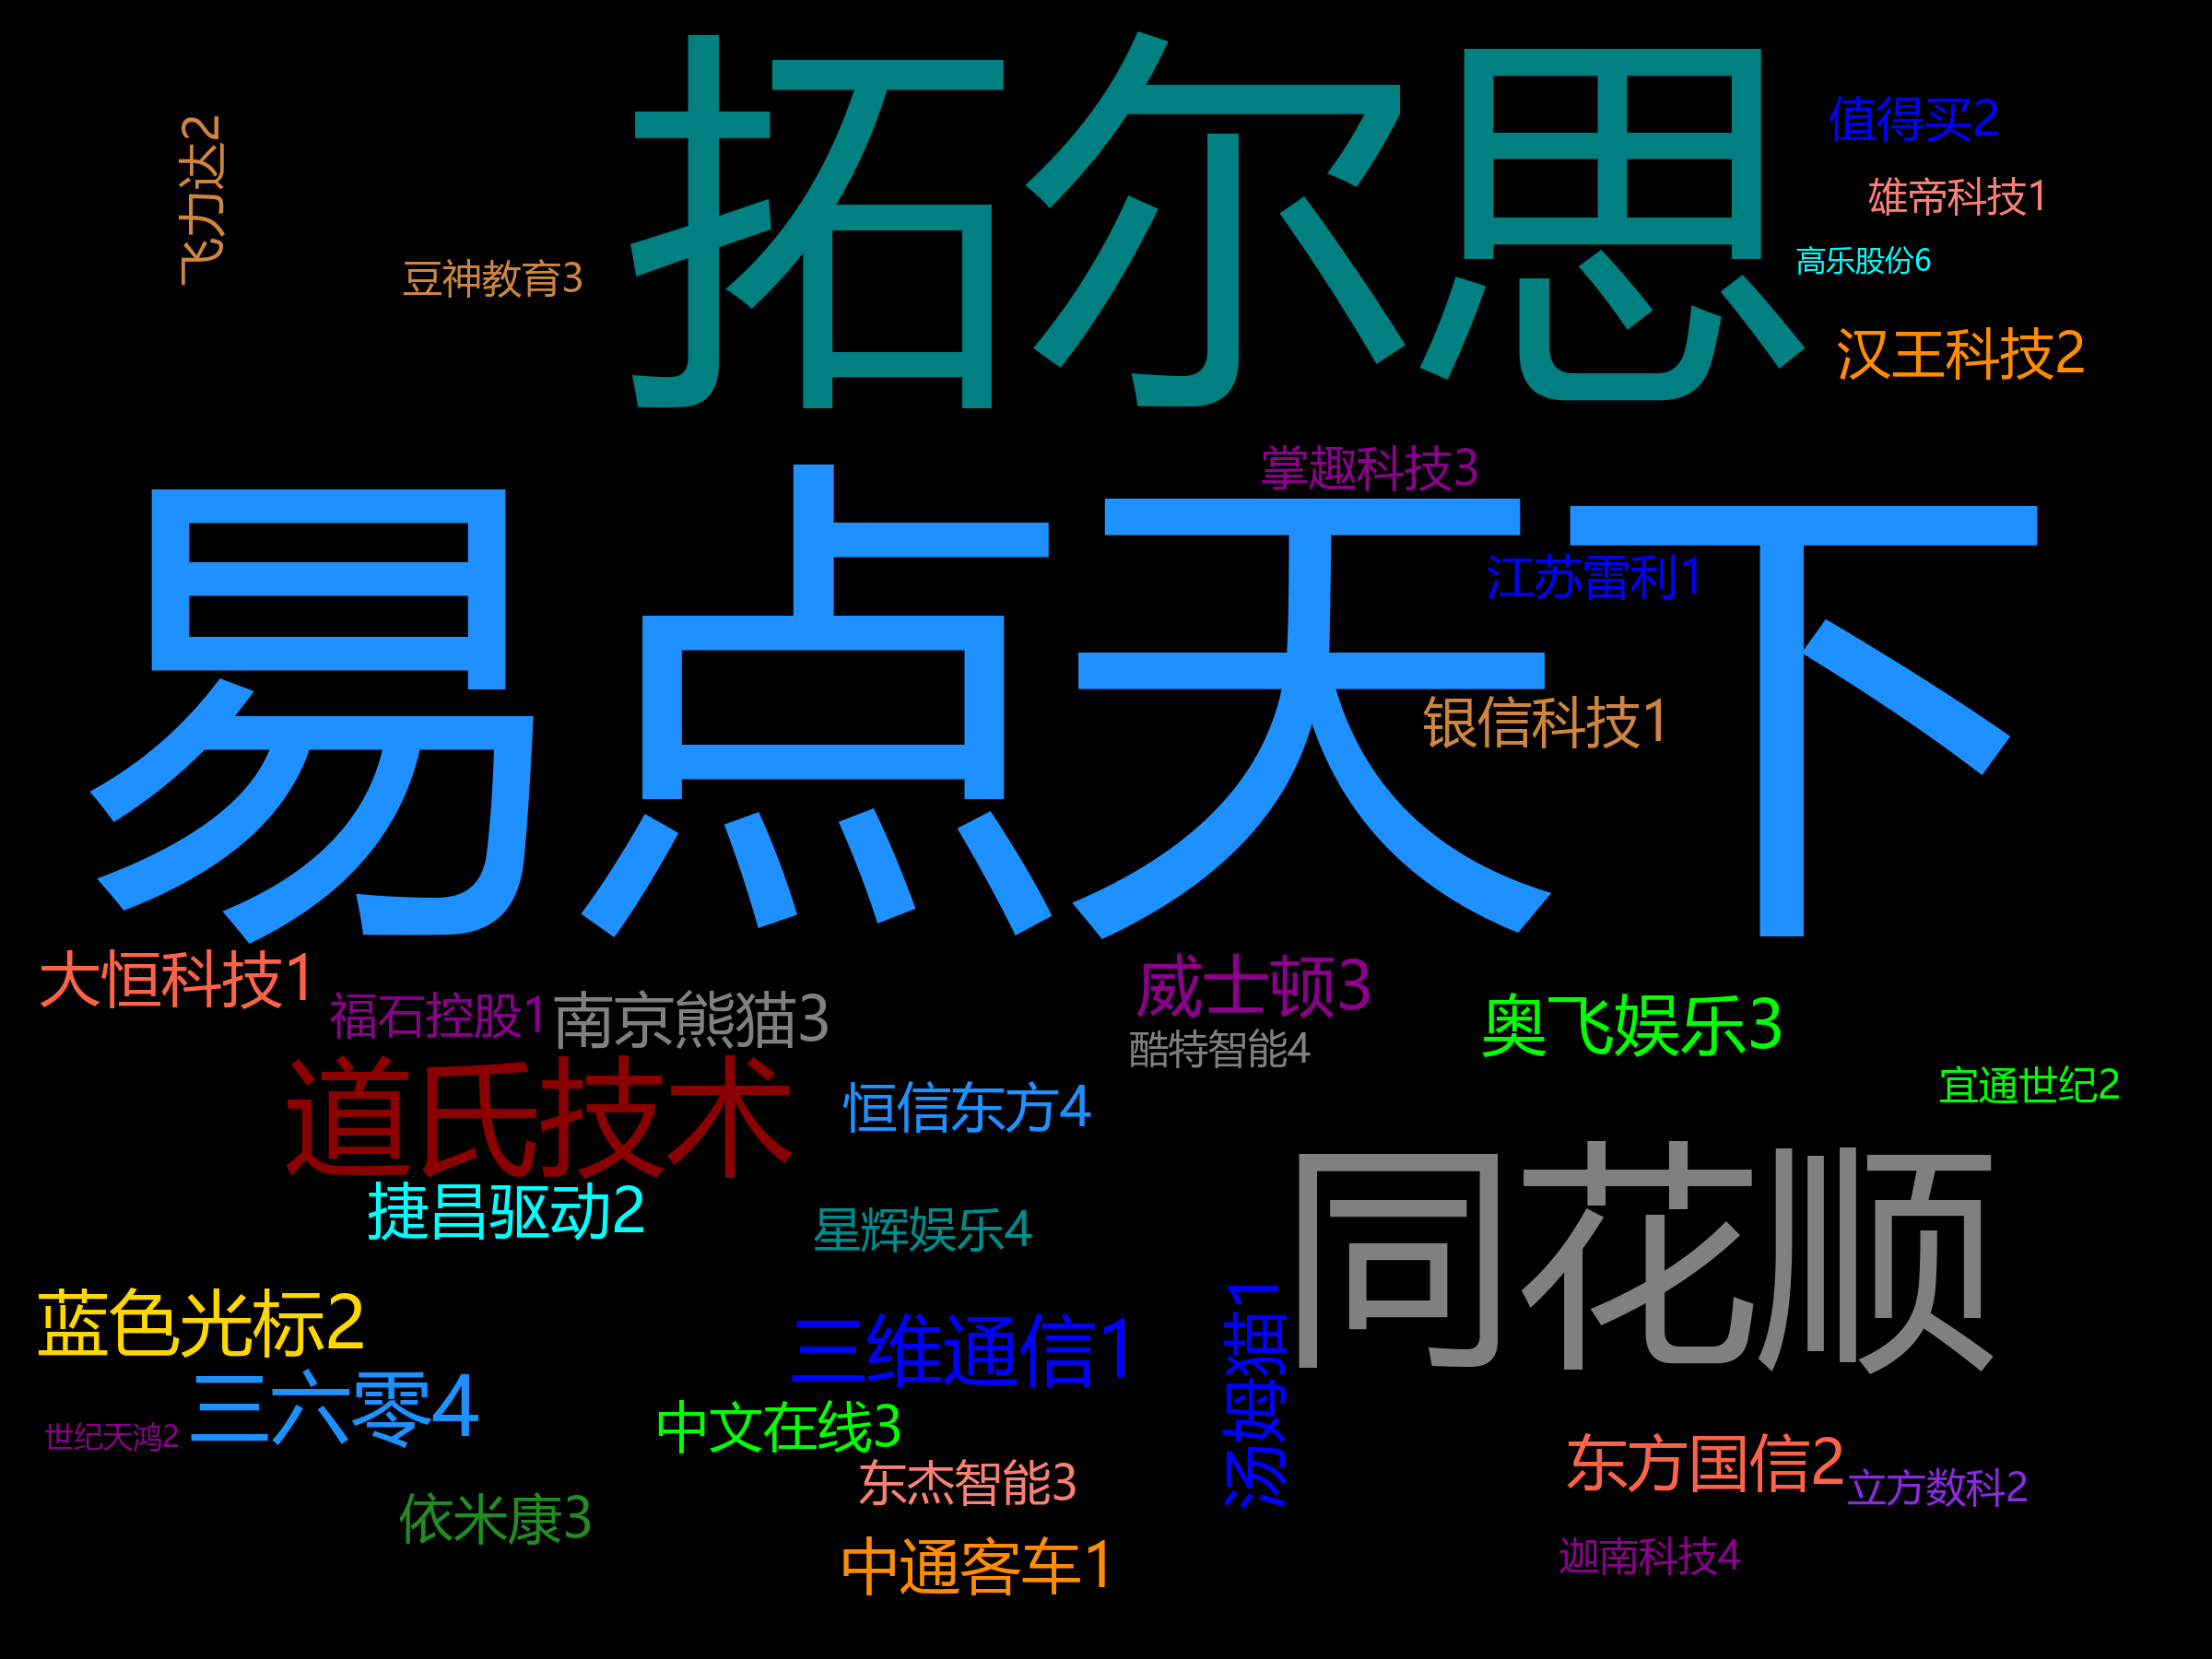 拓尔思
值得买2
飞力达2
雄帝科技1
豆神教育3
高乐股份6
汉王科技2
掌趣科技3
易点天下
江苏雷利1
银信科技1
大恒科技1
福石控股1
南京熊猫3
威士顿3
奥飞娱乐3
酷特智能4
宜通世纪2
道氏技术
恒信东方4
捷昌驱动2
星辉娱乐4
同花顺
蓝色光标2
三维通信1
汤姆猫1
三六零4
世纪天鸿2
中文在线3
东杰智能3
东方国信2
立方数科2
依米康3
中通客车1
迦南科技4